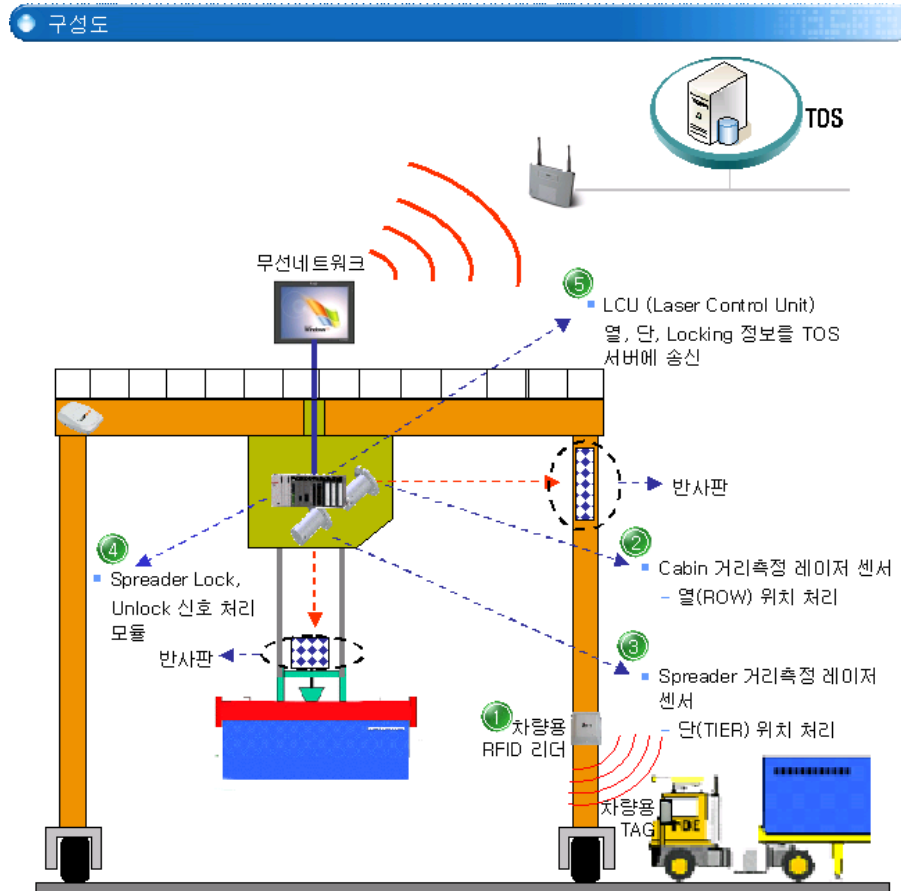 구성도
TOS
무선네트워크
5
LCU (Laser Control Unit)
열, 단, Locking 정보를 TOS
서버에 송신
반사판
4
Spreader Lock,
Unlock 신호 처리
모듈
2
Cabin 거리측정 레이저 센서
- 열(ROW) 위치 처리
반사판
3
Spreader 거리측정 레이저
센서
- 단(TIER) 위치 처리
1
차량용
RFID 리더
차량용
TAG